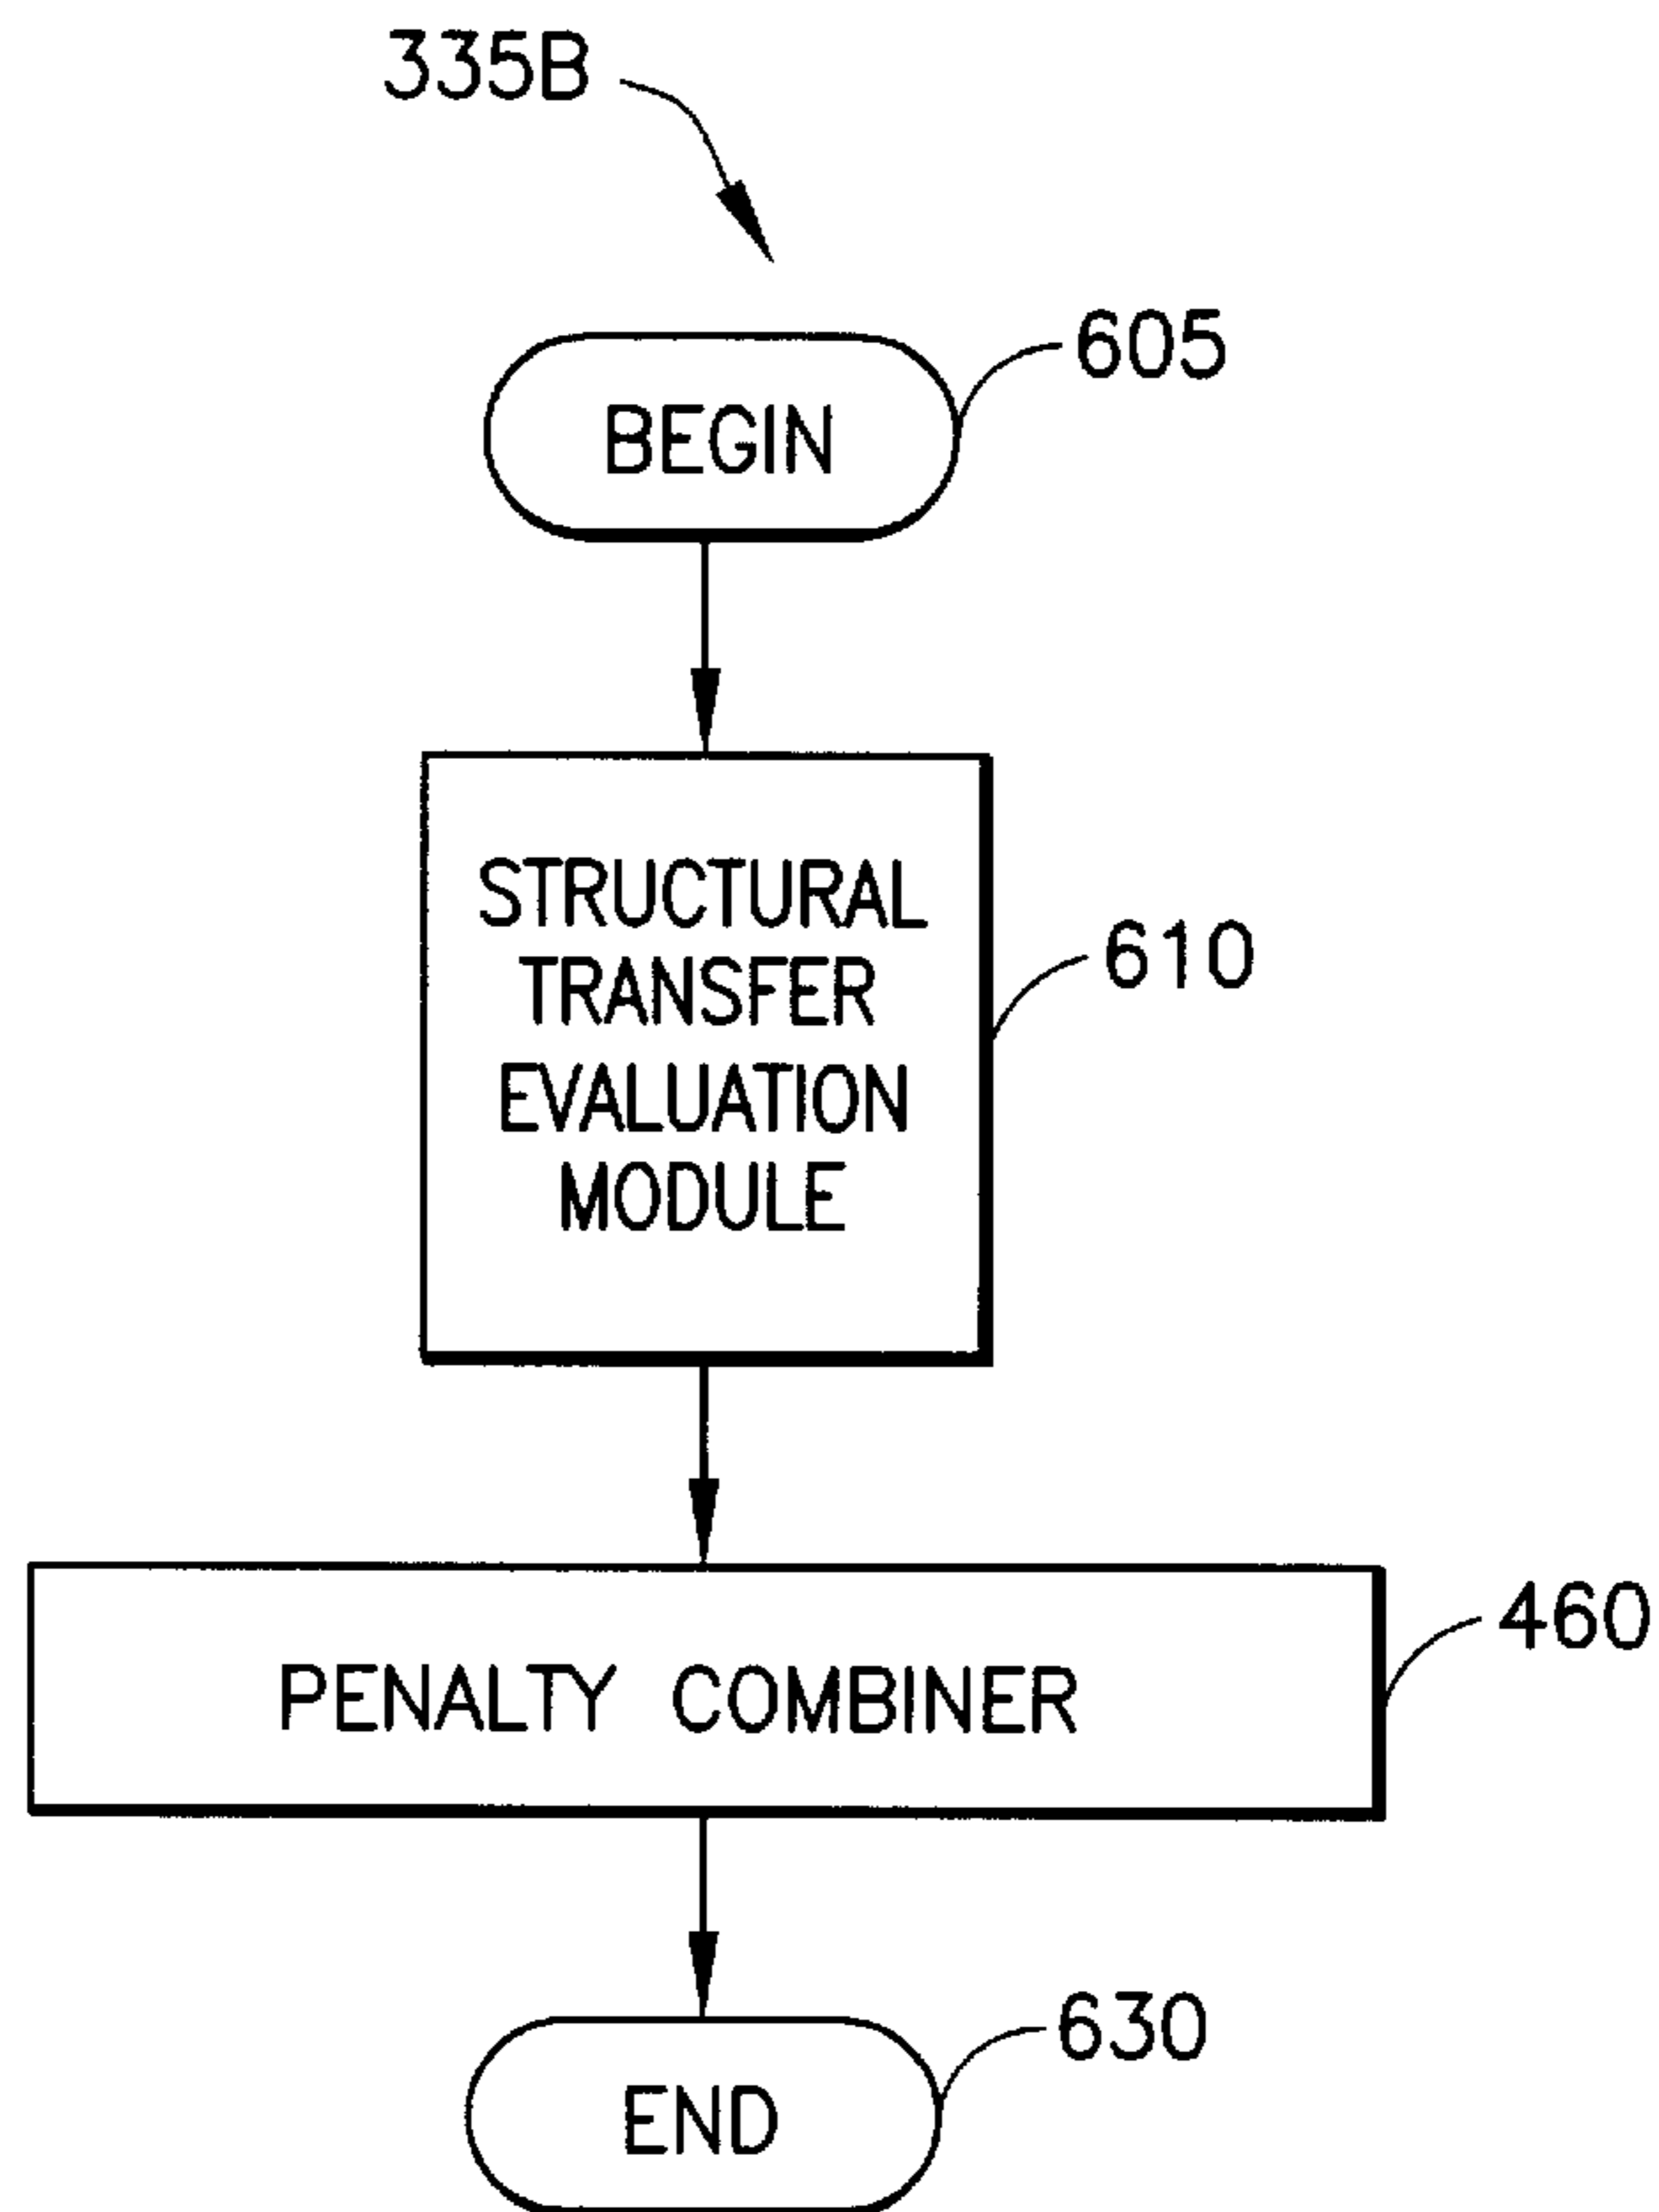 335B
605
BEGIN
STRUCTURAL
TRANSFER
EVALUATION
MODULE
610
PENALTY COMBINER
460
630
END